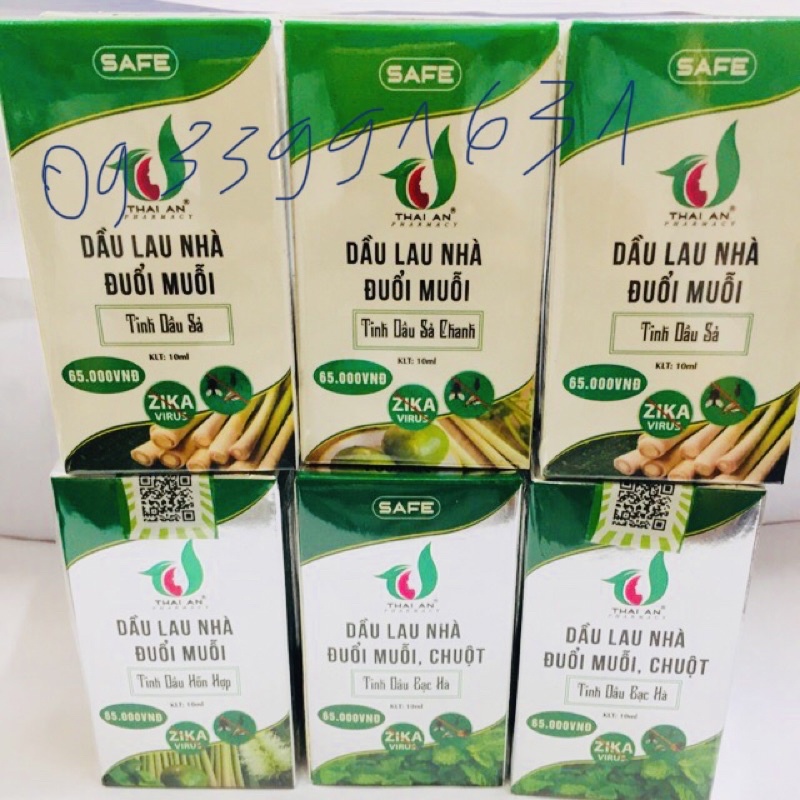 SAFE
THAI AN®
PHARMACY
DẦU LAU NHÀ
ĐUỔI MUỖI
Tinh Dầu Sả
KLT: 10ml
65.000VNĐ
ZIKA
VIRUS
SAFE
THAI AN®
PHARMACY
DẦU LAU NHÀ
ĐUỔI MUỖI
Tinh Dầu Sả Chanh
KLT: 10ml
65.000VNĐ
ZIKA
VIRUS
SAFE
THAI AN®
PHARMACY
DẦU LAU NHÀ
ĐUỔI MUỖI
Tinh Dầu Sả
KLT: 10ml
65.000VNĐ
ZIKA
VIRUS
0933991631
THAI AN®
PHARMACY
DẦU LAU NHÀ
ĐUỔI MUỖI
Tinh Dầu Hỗn Hợp
KLT: 10ml
65.000VNĐ
ZIKA
VIRUS
SAFE
THAI AN®
PHARMACY
DẦU LAU NHÀ
ĐUỔI MUỖI, CHUỘT
Tinh Dầu Bạc Hà
KLT: 10ml
65.000VNĐ
ZIKA
VIRUS
THAI AN®
PHARMACY
DẦU LAU NHÀ
ĐUỔI MUỖI, CHUỘT
Tinh Dầu Bạc Hà
KLT: 10ml
65.000VNĐ
ZIKA
VIRUS